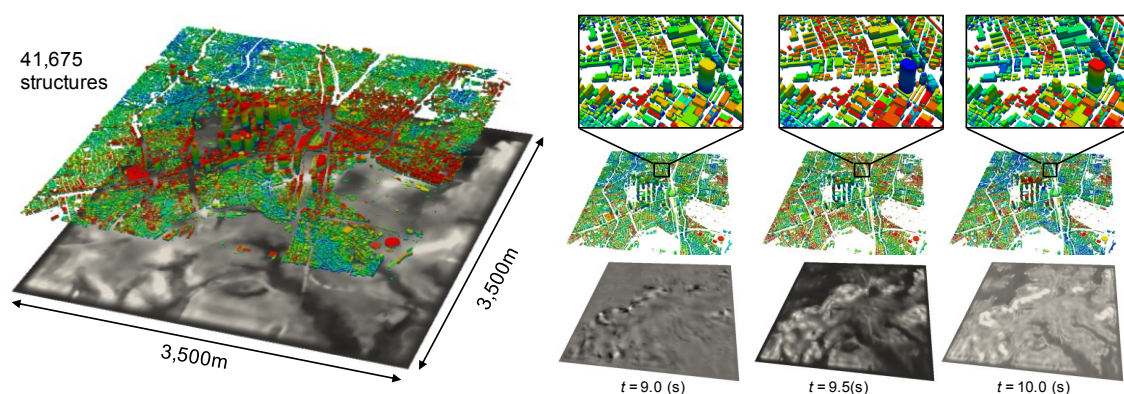 41,675
structures
3,500m
3,500m
t = 9.0 (s)
t = 9.5(s)
t = 10.0 (s)